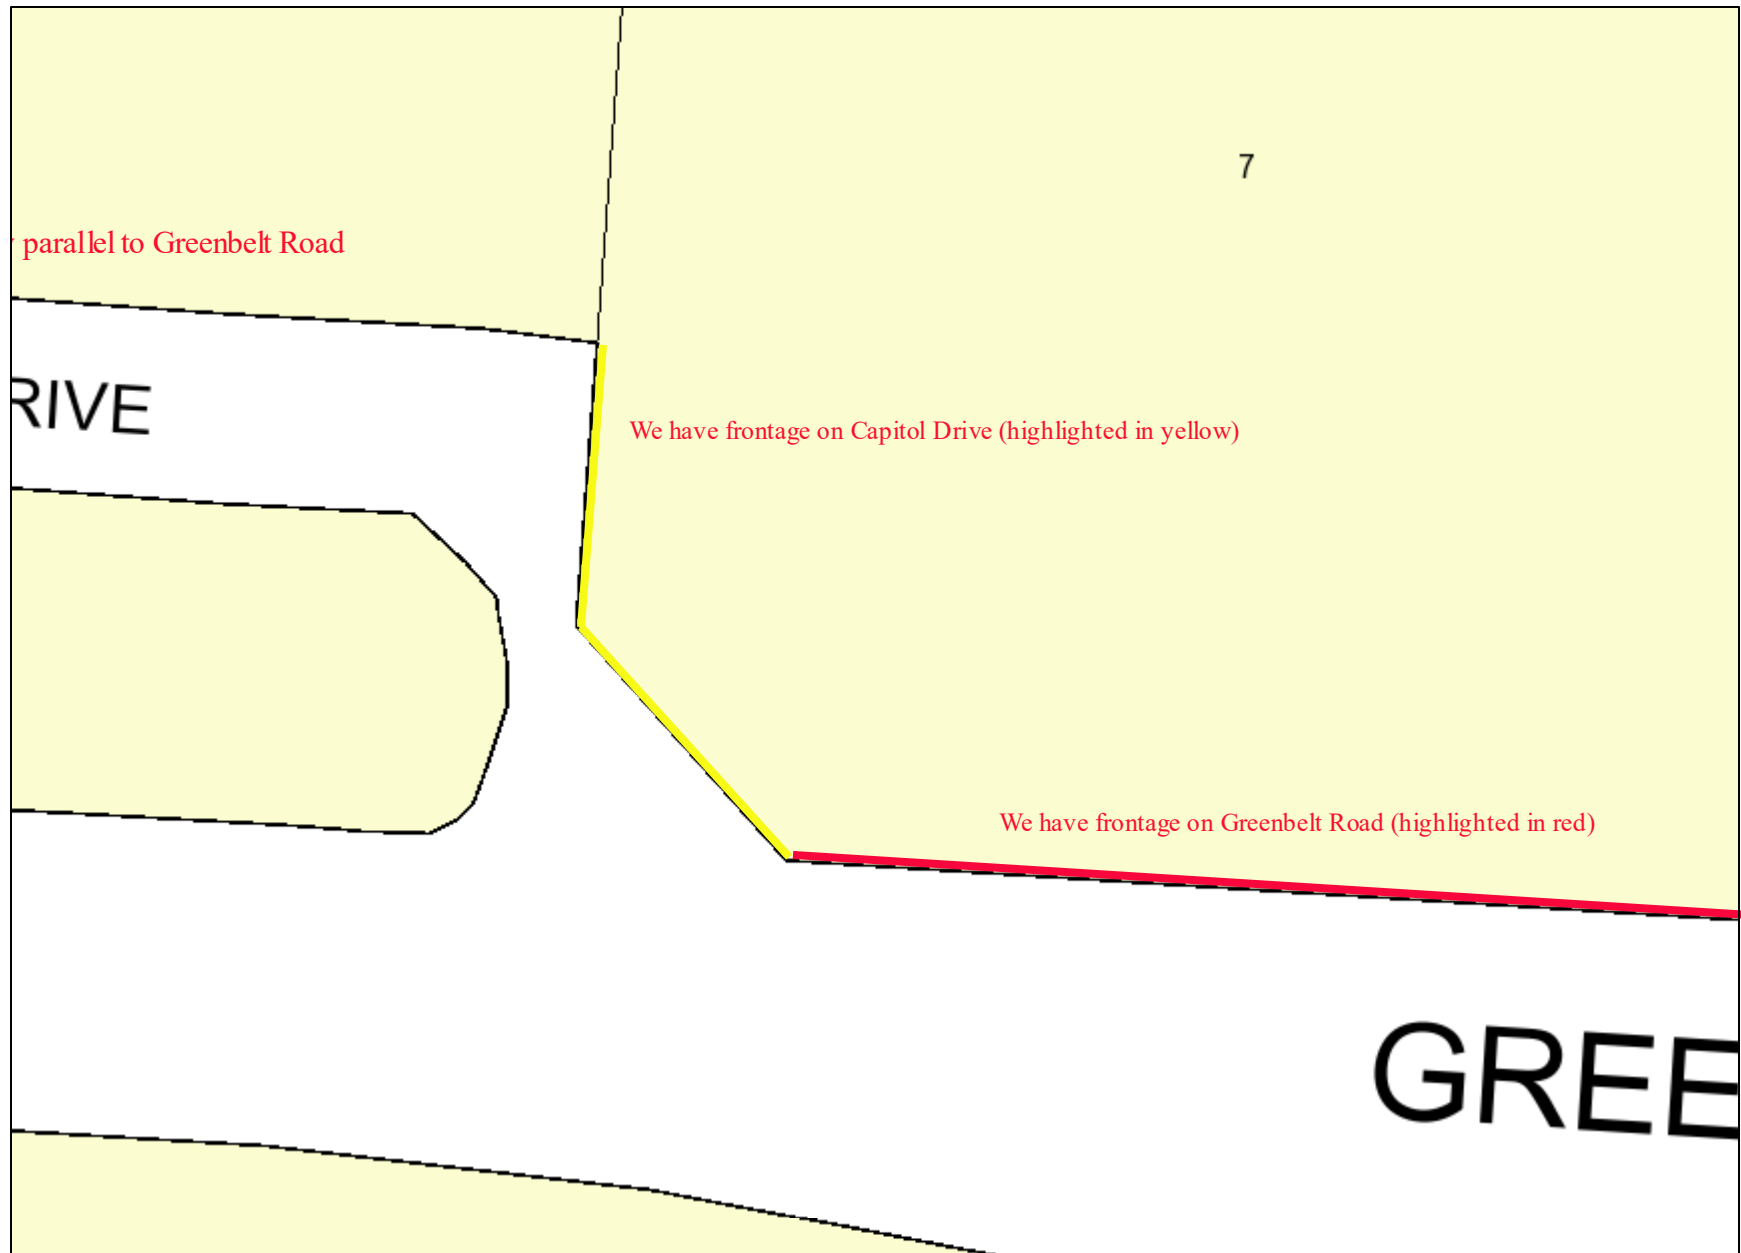 7
parallel to Greenbelt Road
RIVE
We have frontage on Capitol Drive (highlighted in yellow)
We have frontage on Greenbelt Road (highlighted in red)
GREE